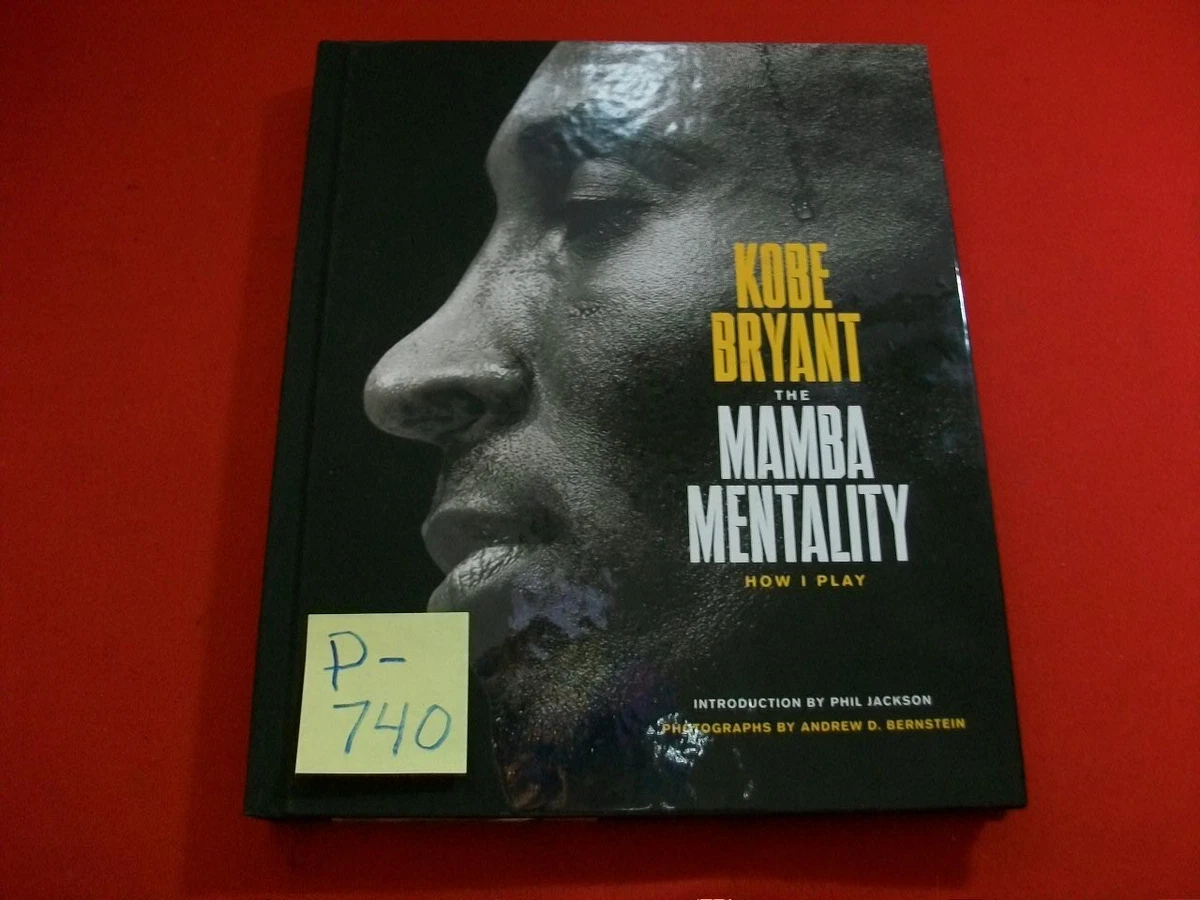 KOBE
BRYANT
THE
MAMBA
MENTALITY
HOW I PLAY
INTRODUCTION BY PHIL JACKSON
PHOTOGRAPHS BY ANDREW D. BERNSTEIN
P-
740